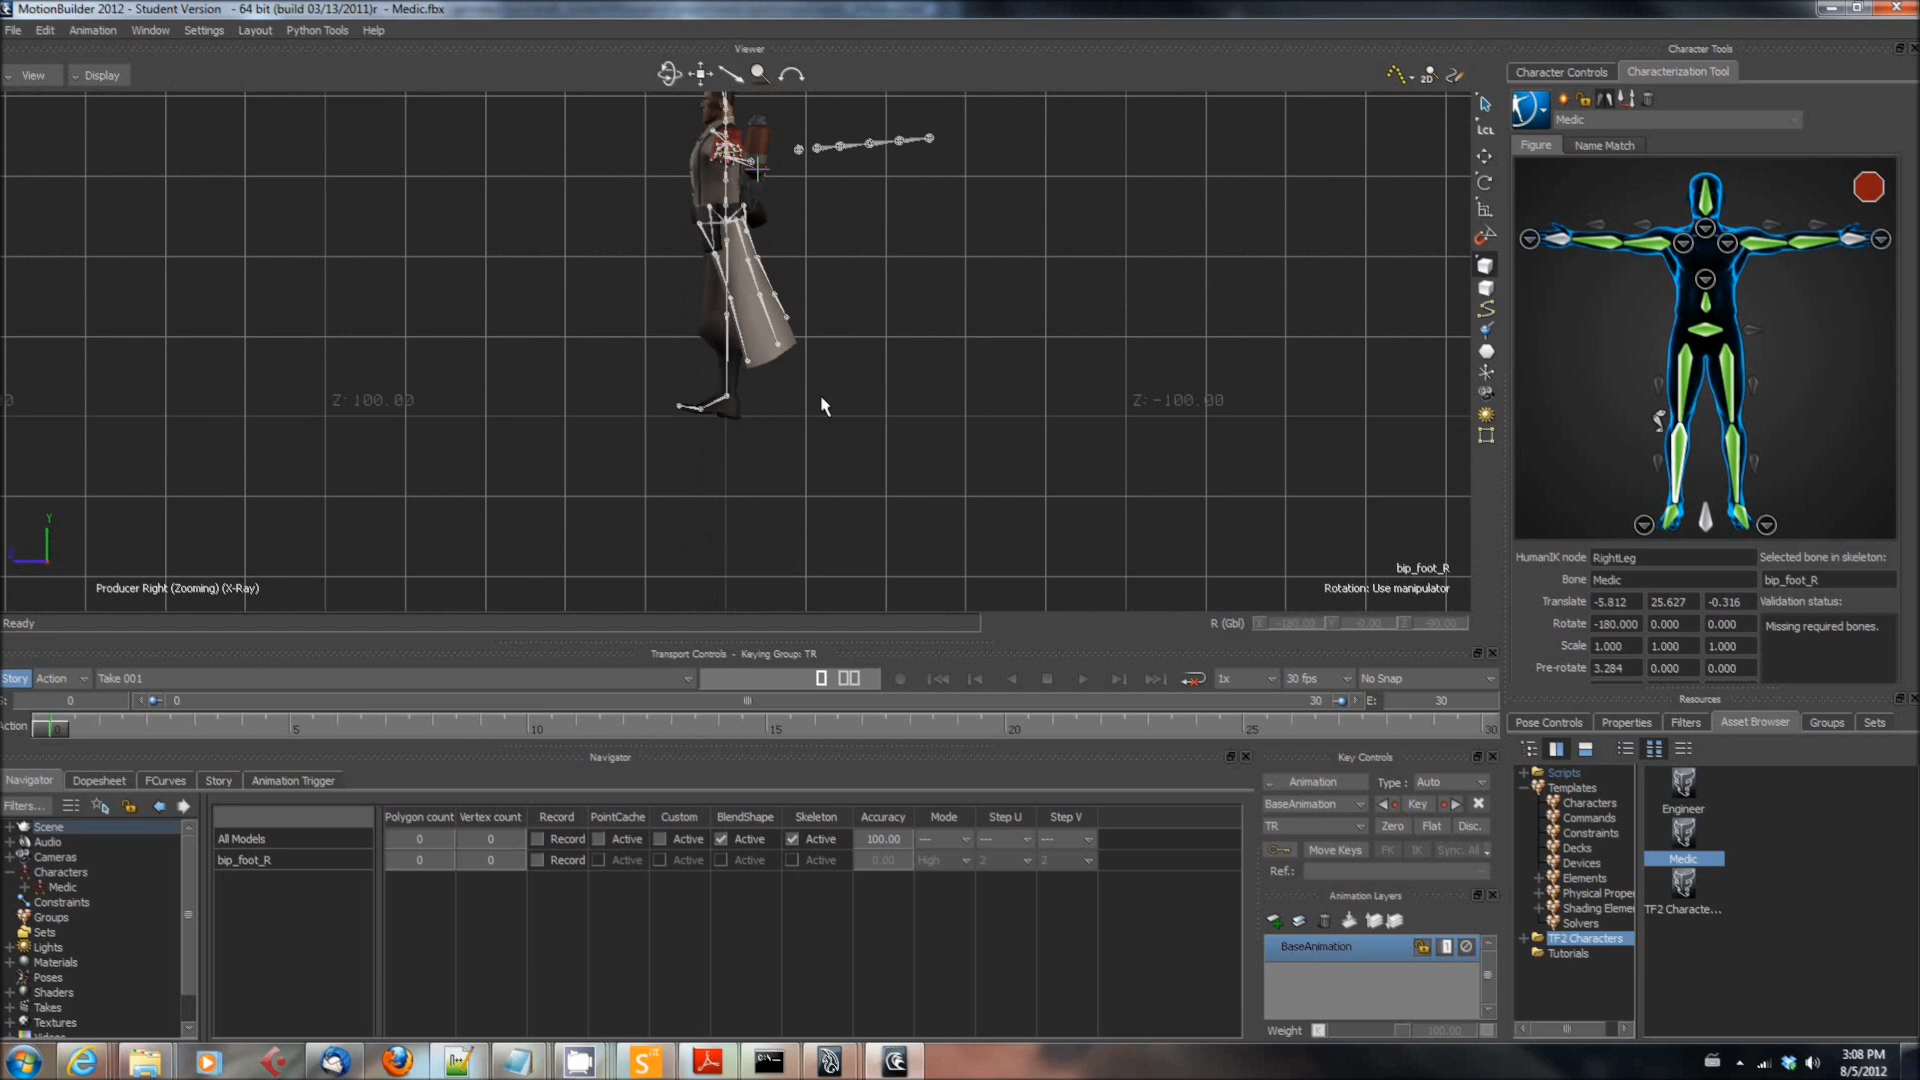 MotionBuilder 2012 - Student Version - 64 bit (build 03/13/2011)r - Medic.fbx
File Edit Animation Window Settings Layout Python Tools Help
Viewer
Character Tools
View Display
2D
Character Controls Characterization Tool
Medic
LCL
Figure Name Match
Z:100.00
Z:-100.00
Y
Z
bip_foot_R
Producer Right (Zooming) (X-Ray)
Rotation: Use manipulator
HumanIK node RightLeg Selected bone in skeleton:
Bone Medic bip_foot_R
Translate -5.812 25.627 -0.316 Validation status:
Rotate -180.000 0.000 0.000 Missing required bones.
Scale 1.000 1.000 1.000
Pre-rotate 3.284 0.000 0.000
Ready
R (Gbl) X -180.00 Y -0.00 Z -90.00
Transport Controls - Keying Group: TR
Story Action Take 001 1x 30 fps No Snap
S: 0 0 30 E: 30
Action 0 5 10 15 20 25 30
Resources
Pose Controls Properties Filters Asset Browser Groups Sets
Navigator
Key Controls
Navigator Dopesheet FCurves Story Animation Trigger
Filters...
Polygon count Vertex count Record PointCache Custom BlendShape Skeleton Accuracy Mode Step U Step V
All Models 0 0 Record Active Active Active Active 100.00 --- --- ---
bip_foot_R 0 0 Record Active Active Active Active 0.00 High 2 2
Scene
Audio
Cameras
Characters
Medic
Constraints
Groups
Sets
Lights
Materials
Poses
Shaders
Takes
Textures
Animation Type : Auto
BaseAnimation Key
TR Zero Flat Disc.
Move Keys FK IK Sync. All
Ref.:
Animation Layers
BaseAnimation 1
Weight K 100.00
Scripts
Templates
Characters
Commands
Constraints
Decks
Devices
Elements
Physical Prope
Shading Eleme
Solvers
TF2 Characters
Tutorials
Engineer
Medic
TF2 Characte...
3:08 PM
8/5/2012